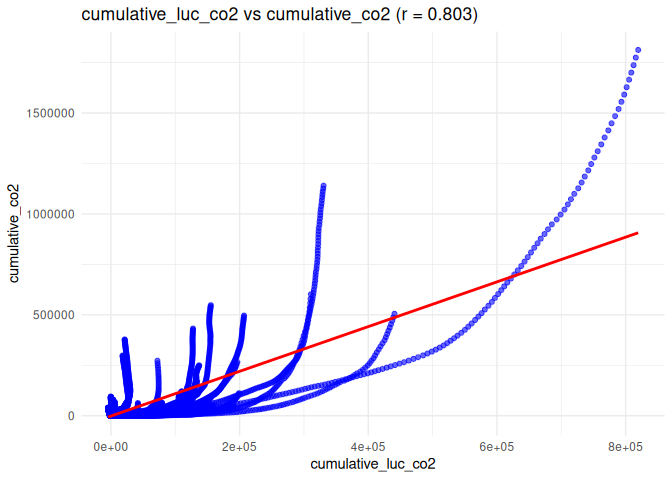 cumulative_luc_co2 vs cumulative_co2 (r = 0.803)
cumulative_co2
1500000
1000000
500000
0
0e+00 2e+05 4e+05 6e+05 8e+05
cumulative_luc_co2